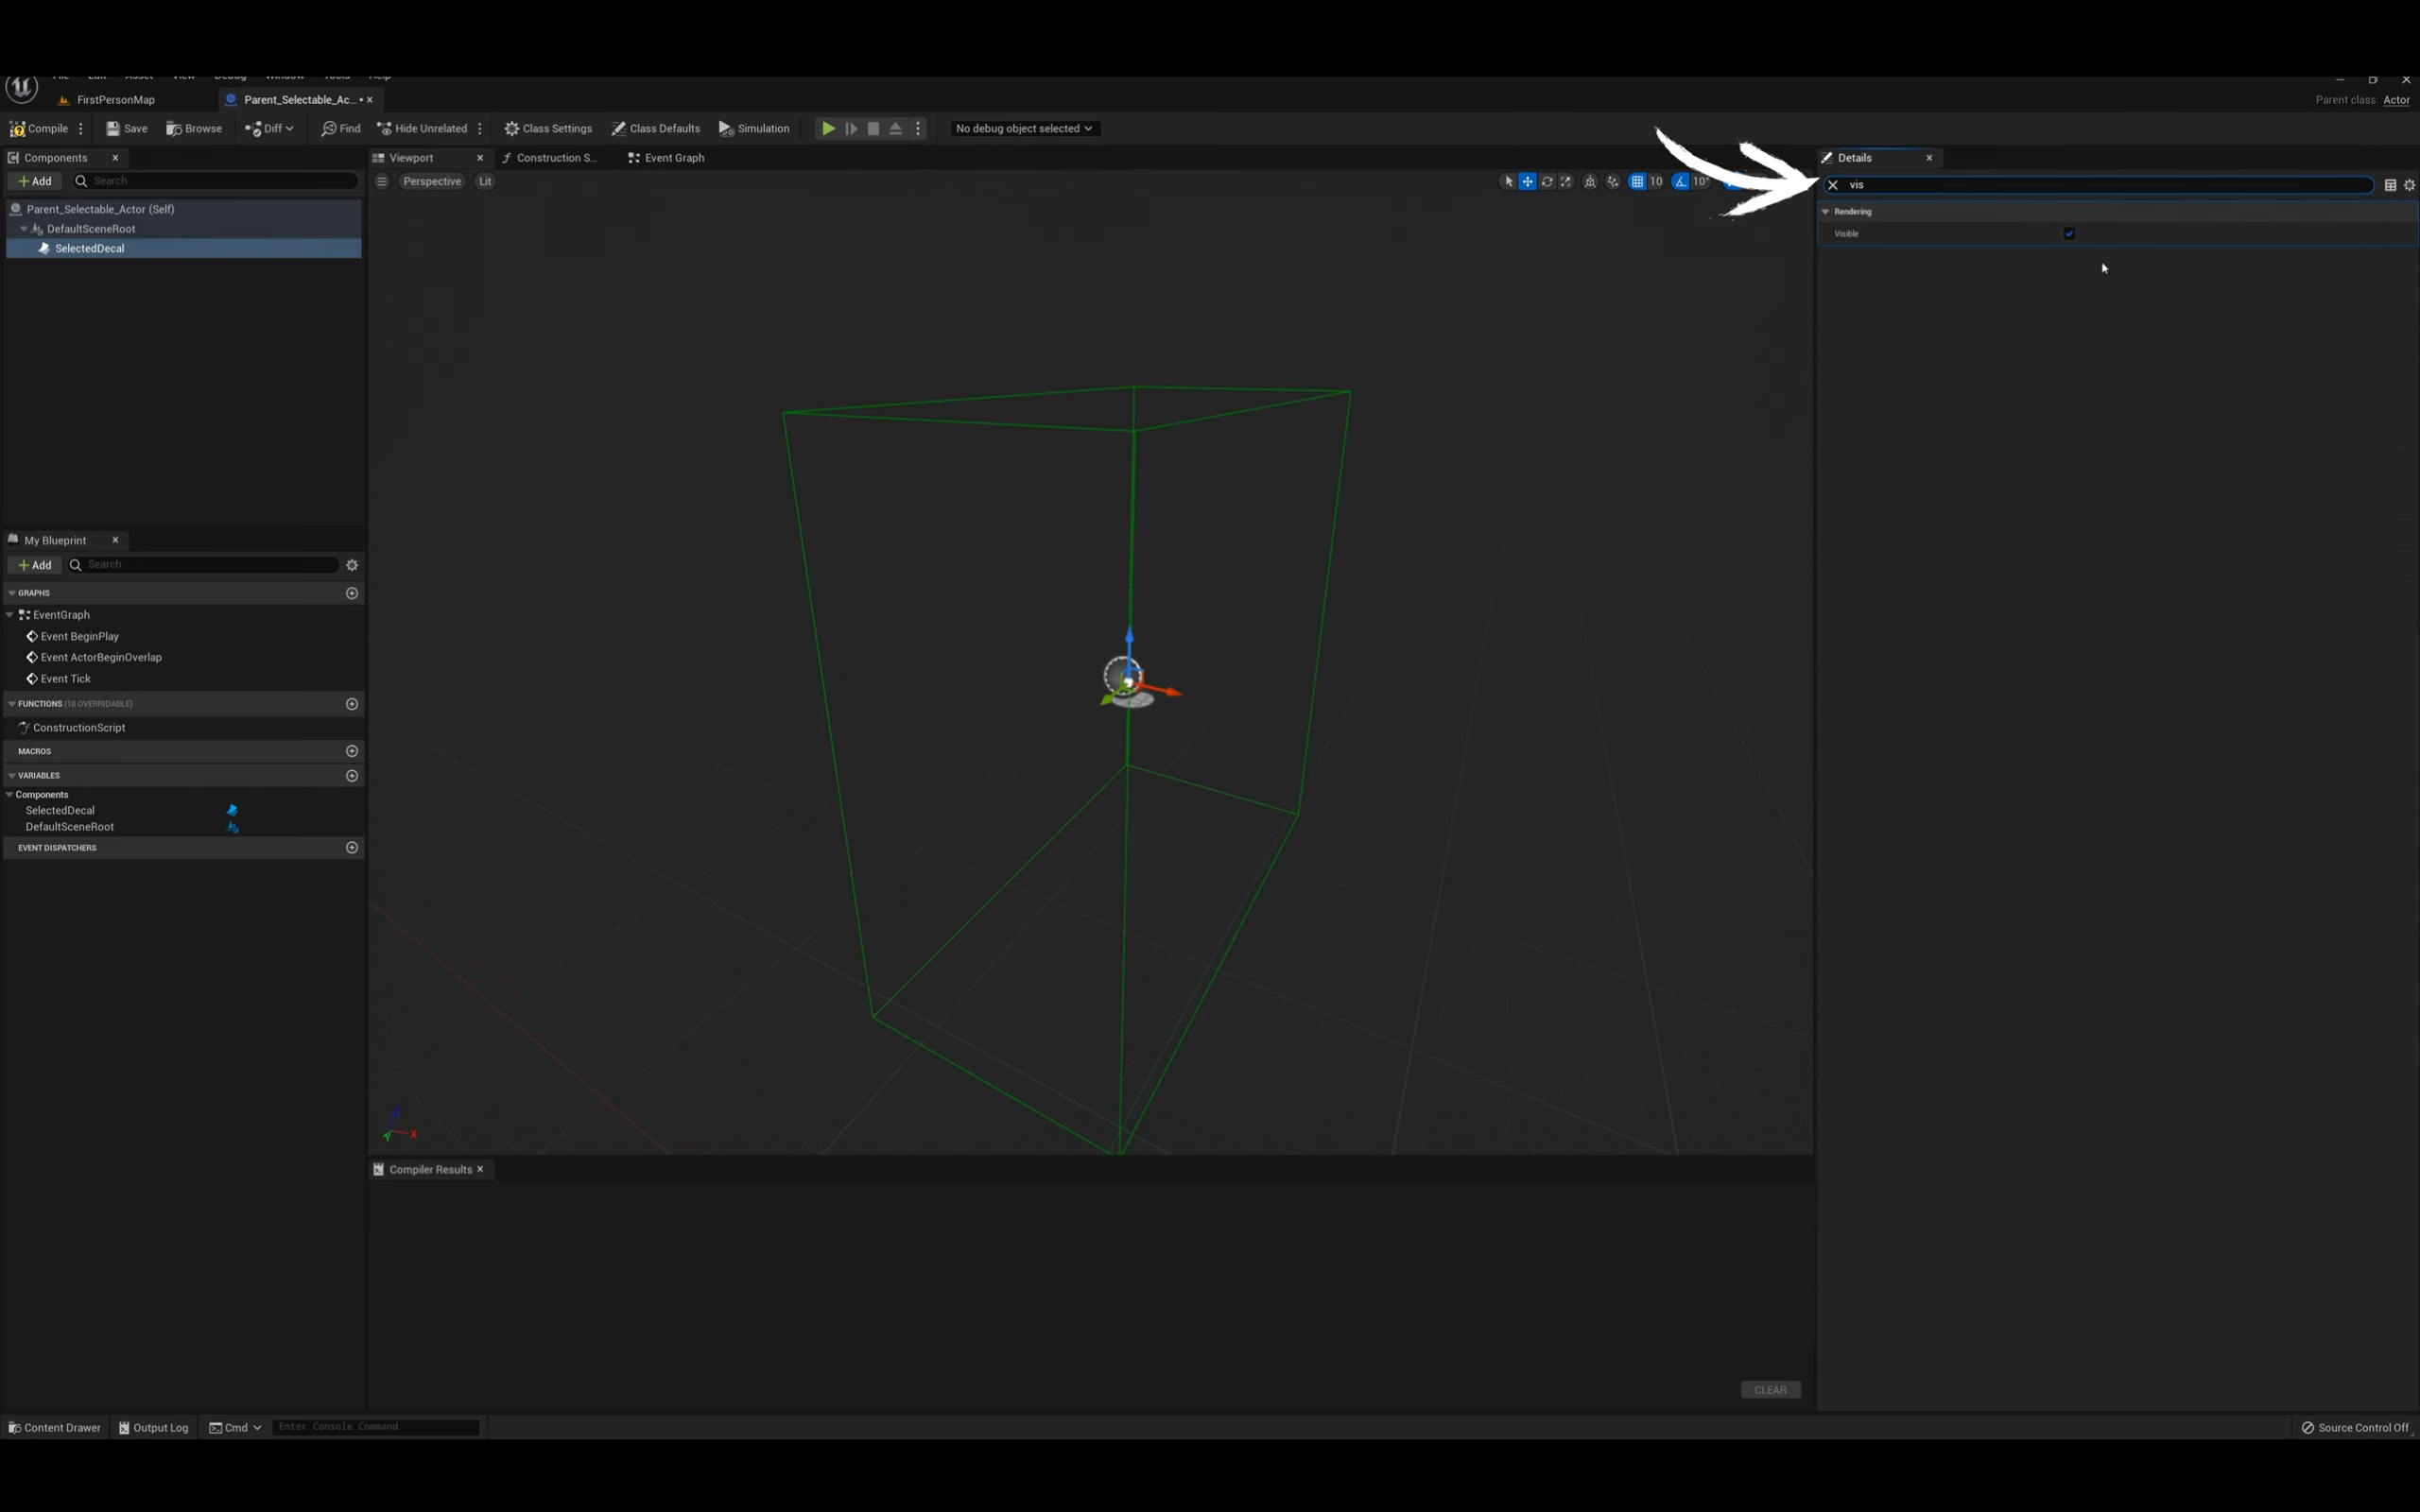 File Edit Asset View Debug Window Tools Help
FirstPersonMap
Parent_Selectable_Ac...
Parent class: Actor
Compile
Save
Browse
Diff
Find
Hide Unrelated
Class Settings
Class Defaults
Simulation
No debug object selected
Components
Add
Search
Parent_Selectable_Actor (Self)
DefaultSceneRoot
SelectedDecal
Viewport
Construction S...
Event Graph
Perspective
Lit
10
10°
Details
vis
Rendering
Visible
My Blueprint
Add
Search
GRAPHS
EventGraph
Event BeginPlay
Event ActorBeginOverlap
Event Tick
FUNCTIONS (18 OVERRIDABLE)
ConstructionScript
MACROS
VARIABLES
Components
SelectedDecal
DefaultSceneRoot
EVENT DISPATCHERS
X
Compiler Results
CLEAR
Content Drawer
Output Log
Cmd
Enter Console Command
Source Control Off